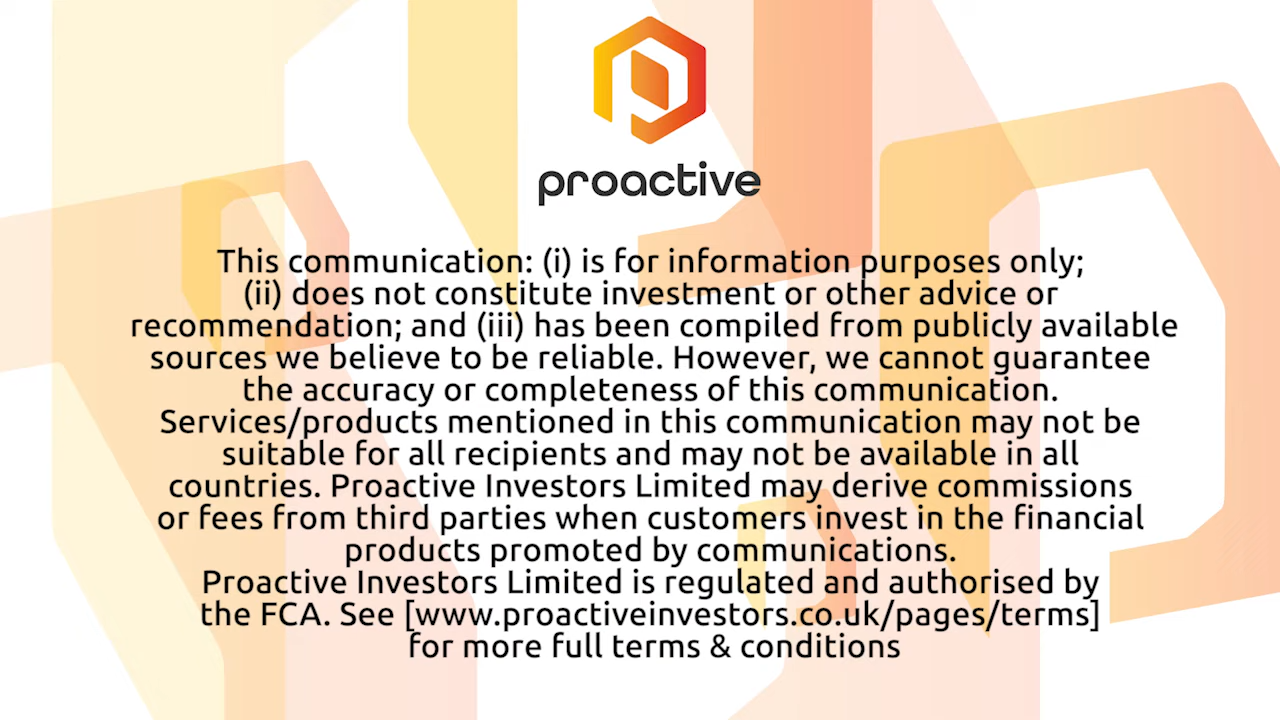 proactive
This communication: (i) is for information purposes only;
(ii) does not constitute investment or other advice or
recommendation; and (iii) has been compiled from publicly available
sources we believe to be reliable. However, we cannot guarantee
the accuracy or completeness of this communication.
Services/products mentioned in this communication may not be
suitable for all recipients and may not be available in all
countries. Proactive Investors Limited may derive commissions
or fees from third parties when customers invest in the financial
products promoted by communications.
Proactive Investors Limited is regulated and authorised by
the FCA. See [www.proactiveinvestors.co.uk/pages/terms]
for more full terms & conditions